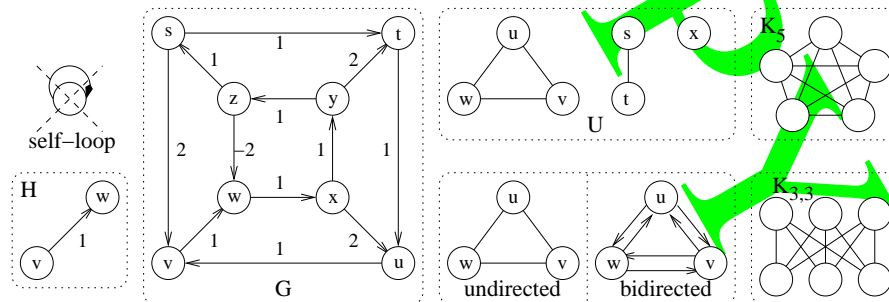 s 1 t
u s x K5
1 2
z 1 y
w v t
U
self-loop
2 -2 1 1
H w
w 1 x
u u K3,3
v 1
1 2
v 1 u
w v w v
G undirected bidirected